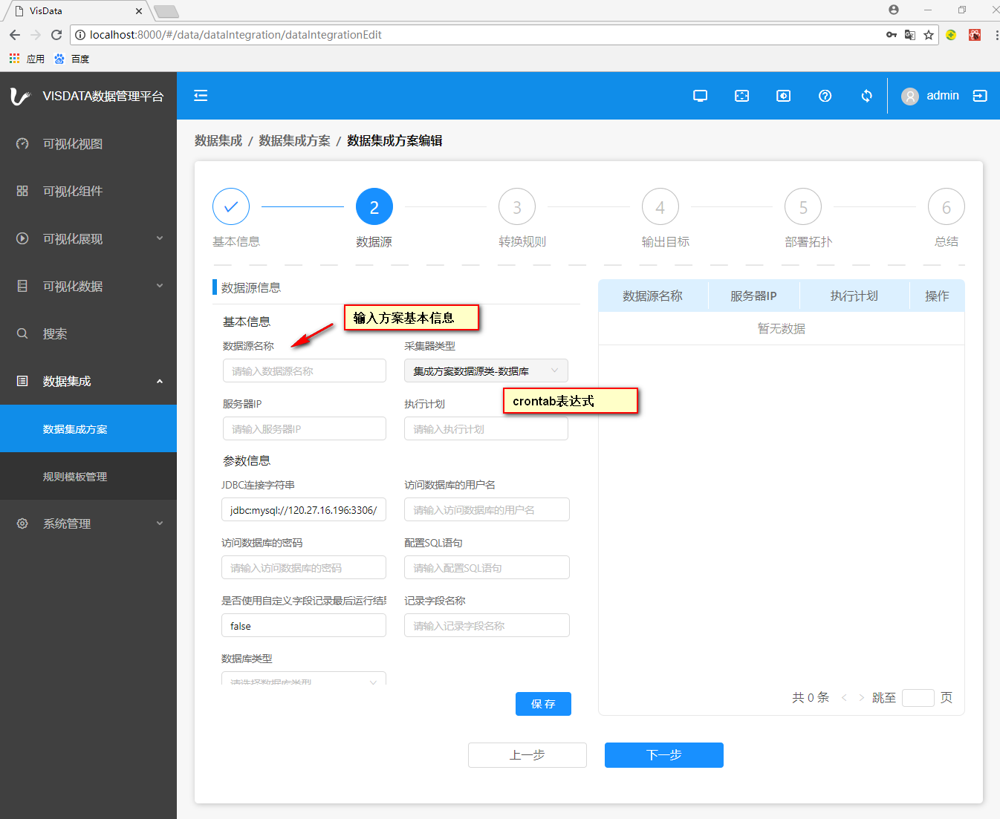 VisData
localhost:8000/#/data/dataIntegration/dataIntegrationEdit
应用 百度
VISDATA数据管理平台
admin
可视化视图
可视化组件
可视化展现
可视化数据
搜索
数据集成
数据集成方案
规则模板管理
系统管理
数据集成 / 数据集成方案 / 数据集成方案编辑
2 3 4 5 6
基本信息 数据源 转换规则 输出目标 部署拓扑 总结
数据源信息
基本信息
输入方案基本信息
数据源名称 采集器类型
请输入数据源名称 集成方案数据源类-数据库
服务器IP 执行计划
crontab表达式
请输入服务器IP 请输入执行计划
参数信息
JDBC连接字符串 访问数据库的用户名
jdbc:mysql://120.27.16.196:3306/ 请输入访问数据库的用户名
访问数据库的密码 配置SQL语句
请输入访问数据库的密码 请输入配置SQL语句
是否使用自定义字段记录最后运行结 记录字段名称
false 请输入记录字段名称
数据库类型
请选择数据库类型
保 存
数据源名称 服务器IP 执行计划 操作
暂无数据
共 0 条 < > 跳至 页
上一步 下一步